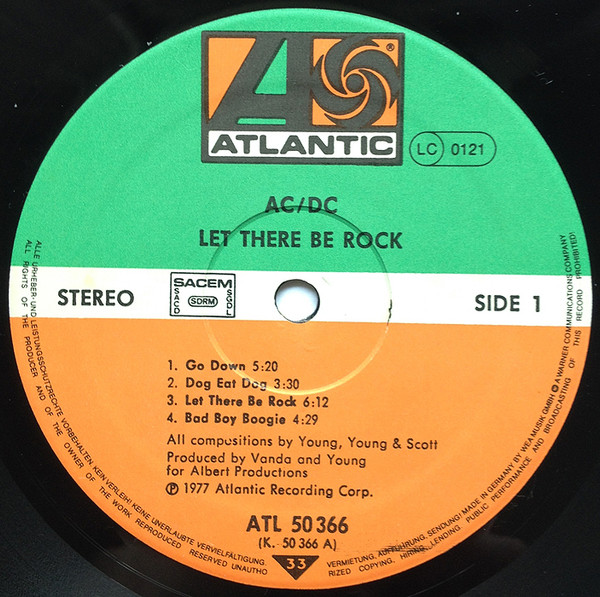 ATLANTIC
®
LC 0121
AC/DC
LET THERE BE ROCK
STEREO
SACEM
SACD
SDRM
SGDL
SIDE 1
1. Go Down 5:20
2. Dog Eat Dog 3:30
3. Let There Be Rock 6:12
4. Bad Boy Boogie 4:29
All compositions by Young, Young & Scott
Produced by Vanda and Young
for Albert Productions
℗ 1977 Atlantic Recording Corp.
ATL 50 366
(K. 50 366 A)
33
ALLE URHEBER- UND LEISTUNGSSCHUTZRECHTE VORBEHALTEN KEIN VERLEIH! KEINE UNERLAUBTE VERVIELFÄLTIGUNG,
VERMIETUNG, AUFFÜHRUNG, SENDUNG! MADE IN GERMANY BY WEA MUSIK GMBH A WARNER COMMUNICATIONS COMPANY
ALL RIGHTS OF THE PRODUCER AND OF THE OWNER OF THE WORK REPRODUCED RESERVED UNAUTHO
RIZED COPYING, HIRING, LENDING, PUBLIC PERFORMANCE AND BROADCASTING OF THIS RECORD PROHIBITED!